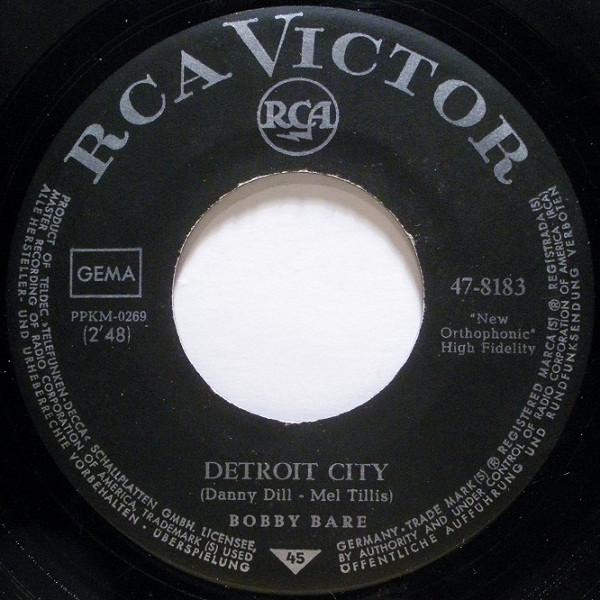 RCA VICTOR
RCA
GEMA
PPKM-0269
(2'48)
47-8183
"New
Orthophonic"
High Fidelity
DETROIT CITY
(Danny Dill - Mel Tillis)
BOBBY BARE
45
PRODUCT OF TELDEC »TELEFUNKEN-DECCA« SCHALLPLATTEN GMBH. LICENSEE,
MASTER RECORDING OF RADIO CORPORATION OF AMERICA, TRADEMARK (S) USED
ALLE HERSTELLER- UND URHEBERRECHTE VORBEHALTEN · ÜBERSPIELUNG
GERMANY · TRADE MARK(S) ® REGISTERED MARCA(S) ® REGISTRADA(S)
BY AUTHORITY AND UNDER CONTROL OF RADIO CORPORATION OF AMERICA (RCA)
ÖFFENTLICHE AUFFÜHRUNG UND RUNDFUNKSENDUNG VERBOTEN